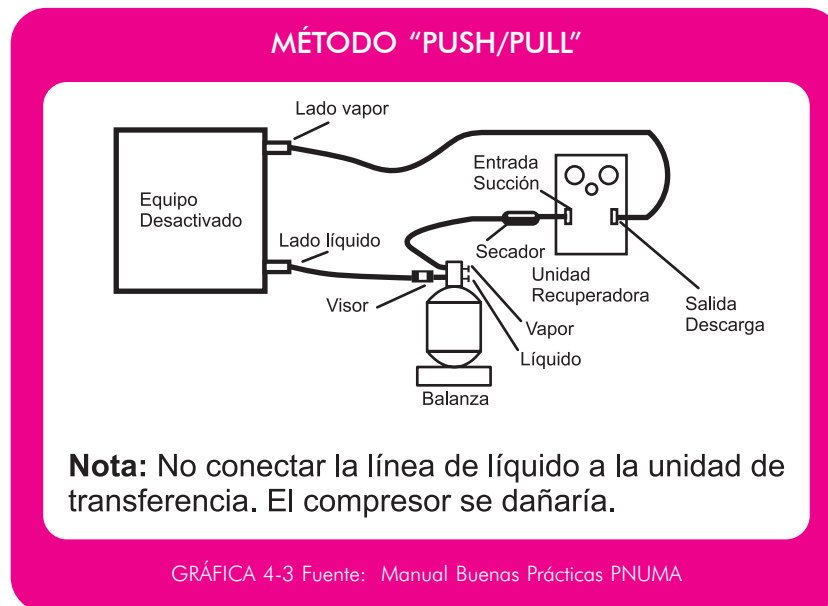 MÉTODO “PUSH/PULL”
Lado vapor
Entrada
Succión
Equipo
Desactivado
Lado líquido
Secador
Visor
Unidad
Recuperadora
Salida
Descarga
Vapor
Líquido
Balanza
Nota: No conectar la línea de líquido a la unidad de
transferencia. El compresor se dañaría.
GRÁFICA 4-3 Fuente: Manual Buenas Prácticas PNUMA